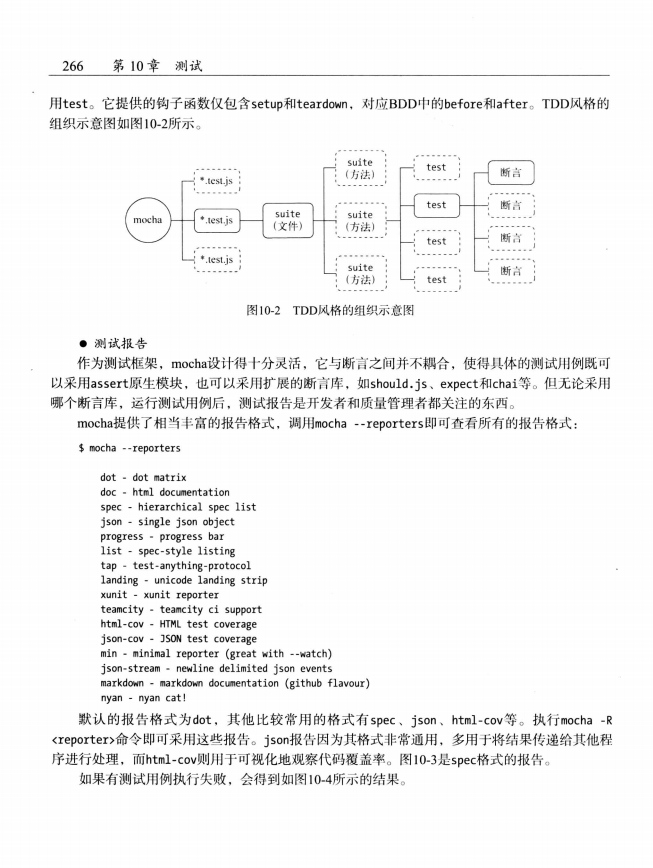 266 第 10 章 测试
用test。它提供的钩子函数仅包含setup和teardown，对应BDD中的before和after。TDD风格的
组织示意图如图10-2所示。
mocha
*.test.js
*.test.js
*.test.js
suite
（文件）
suite
（方法）
suite
（方法）
suite
（方法）
test
test
test
test
断言
断言
断言
断言
图10-2 TDD风格的组织示意图
● 测试报告
作为测试框架，mocha设计得十分灵活，它与断言之间并不耦合，使得具体的测试用例既可
以采用assert原生模块，也可以采用扩展的断言库，如should.js、expect和chai等。但无论采用
哪个断言库，运行测试用例后，测试报告是开发者和质量管理者都关注的东西。
mocha提供了相当丰富的报告格式，调用mocha --reporters即可查看所有的报告格式：
$ mocha --reporters
dot - dot matrix
doc - html documentation
spec - hierarchical spec list
json - single json object
progress - progress bar
list - spec-style listing
tap - test-anything-protocol
landing - unicode landing strip
xunit - xunit reporter
teamcity - teamcity ci support
html-cov - HTML test coverage
json-cov - JSON test coverage
min - minimal reporter (great with --watch)
json-stream - newline delimited json events
markdown - markdown documentation (github flavour)
nyan - nyan cat!
默认的报告格式为dot，其他比较常用的格式有spec、json、html-cov等。执行mocha -R
<reporter>命令即可采用这些报告。json报告因为其格式非常通用，多用于将结果传递给其他程
序进行处理，而html-cov则用于可视化地观察代码覆盖率。图10-3是spec格式的报告。
如果有测试用例执行失败，会得到如图10-4所示的结果。